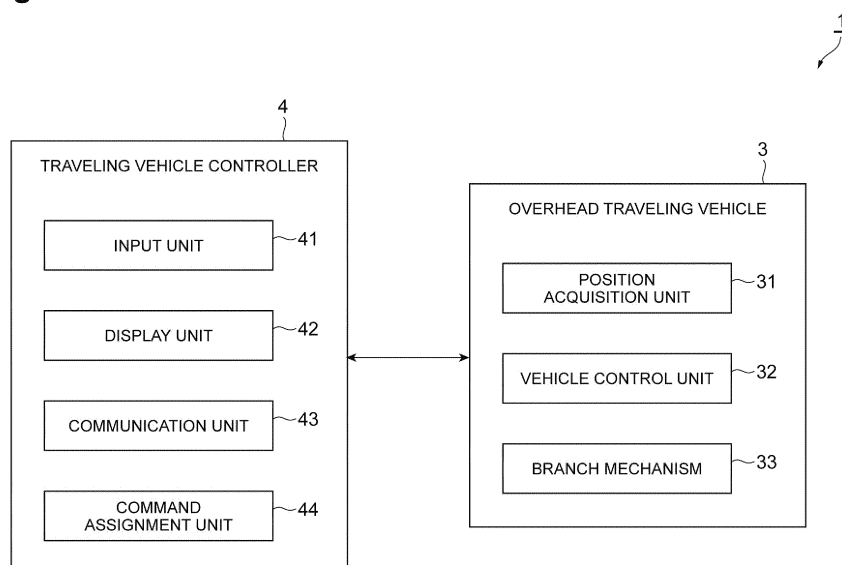 1
4
TRAVELING VEHICLE CONTROLLER
INPUT UNIT
41
DISPLAY UNIT
42
COMMUNICATION UNIT
43
COMMAND
ASSIGNMENT UNIT
44
3
OVERHEAD TRAVELING VEHICLE
POSITION
ACQUISITION UNIT
31
VEHICLE CONTROL UNIT
32
BRANCH MECHANISM
33